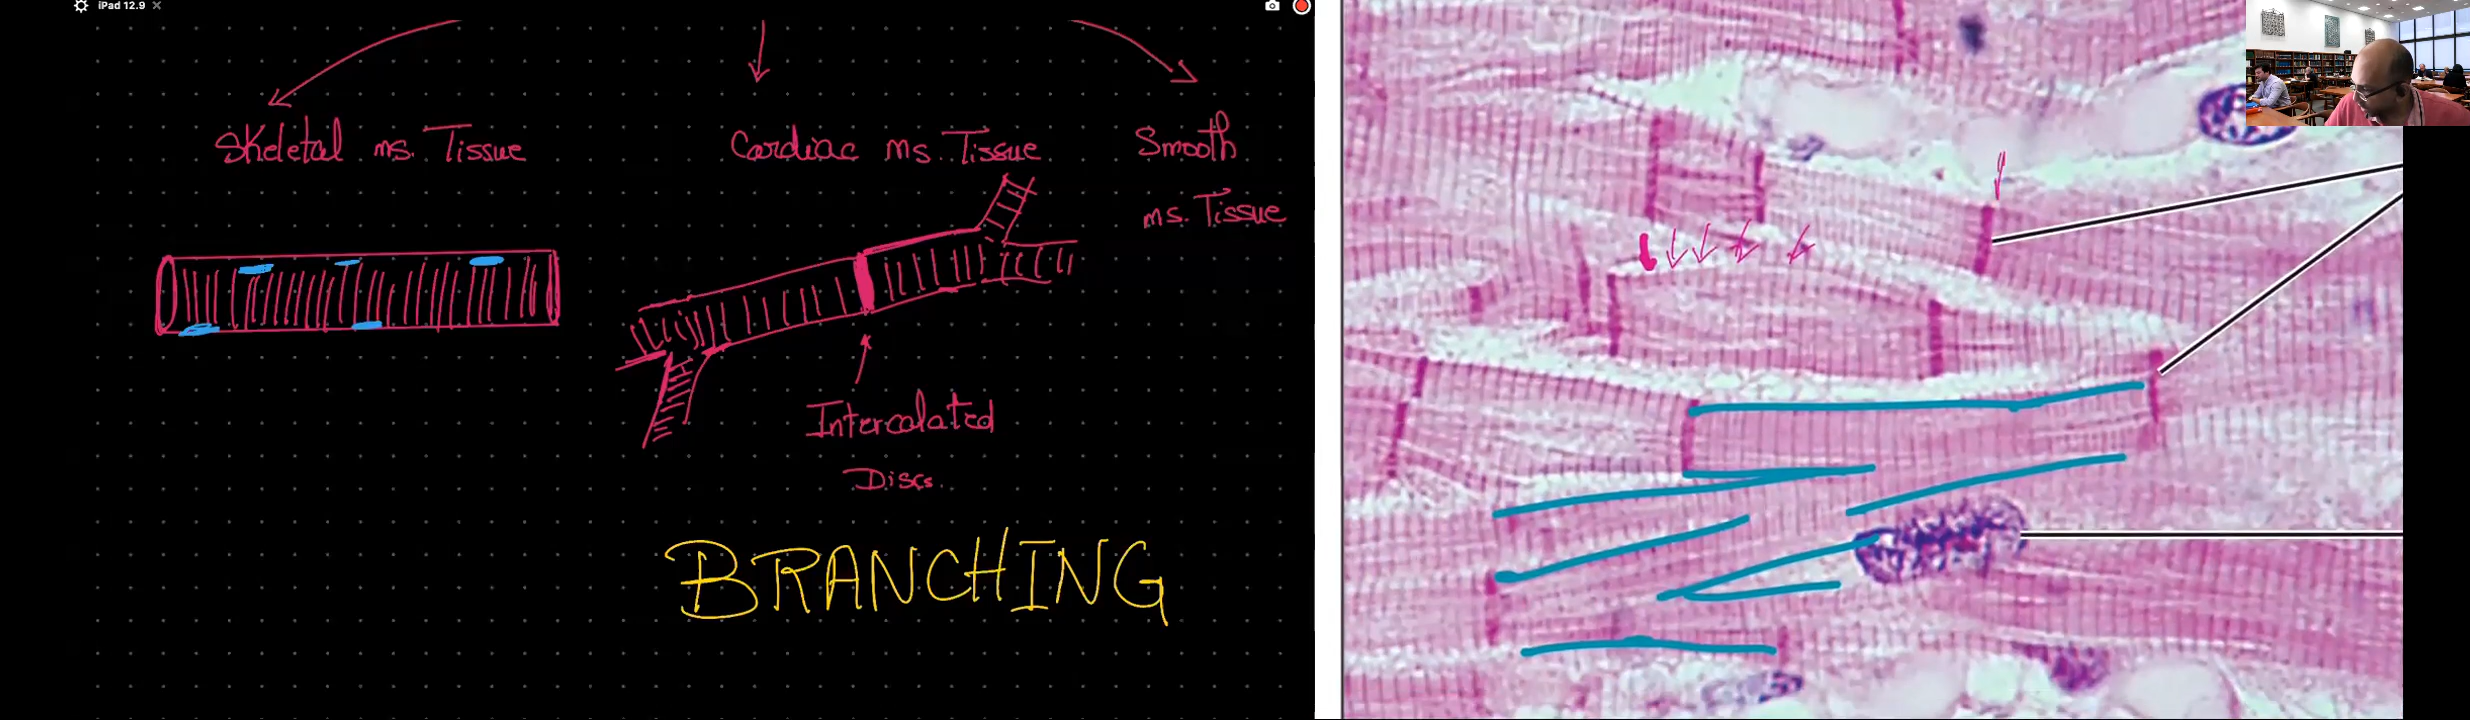 iPad 12.9
Skeletal ms. Tissue
Cardiac ms. Tissue
Smooth
ms. Tissue
Intercalated
Discs.
BRANCHING